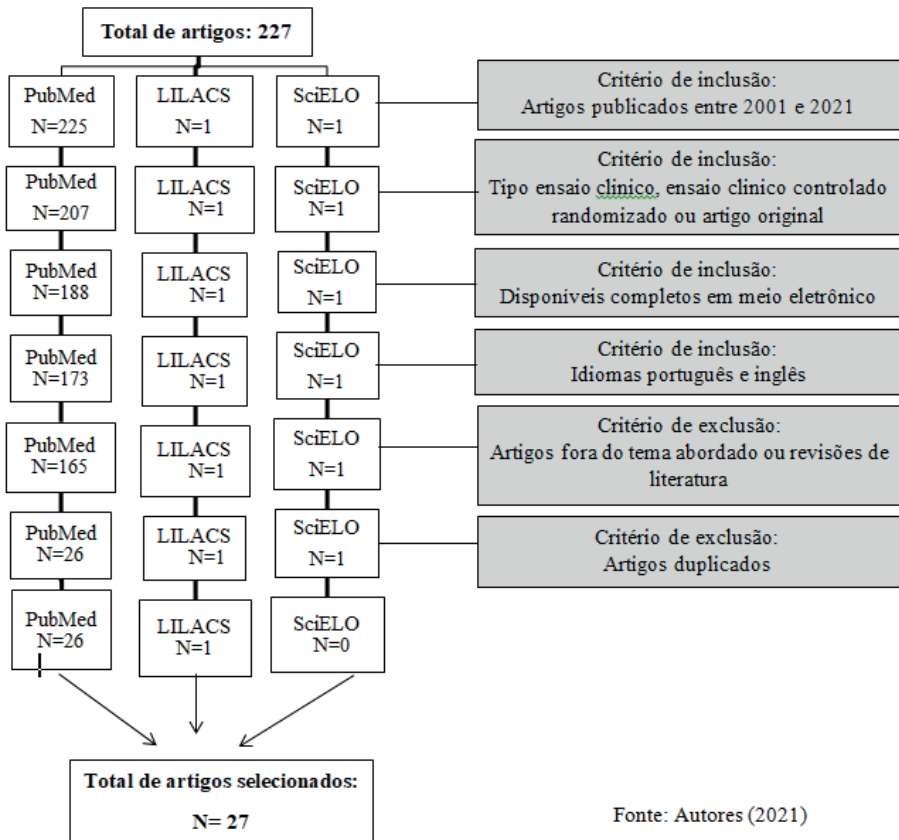 Total de artigos: 227
PubMed
N=225
LILACS
N=1
SciELO
N=1
Critério de inclusão:
Artigos publicados entre 2001 e 2021
PubMed
N=207
LILACS
N=1
SciELO
N=1
Critério de inclusão:
Tipo ensaio clinico, ensaio clinico controlado
randomizado ou artigo original
PubMed
N=188
LILACS
N=1
SciELO
N=1
Critério de inclusão:
Disponíveis completos em meio eletrônico
PubMed
N=173
LILACS
N=1
SciELO
N=1
Critério de inclusão:
Idiomas português e inglês
PubMed
N=165
LILACS
N=1
SciELO
N=1
Critério de exclusão:
Artigos fora do tema abordado ou revisões de
literatura
PubMed
N=26
LILACS
N=1
SciELO
N=1
Critério de exclusão:
Artigos duplicados
PubMed
N=26
LILACS
N=1
SciELO
N=0
Total de artigos selecionados:
N= 27
Fonte: Autores (2021)